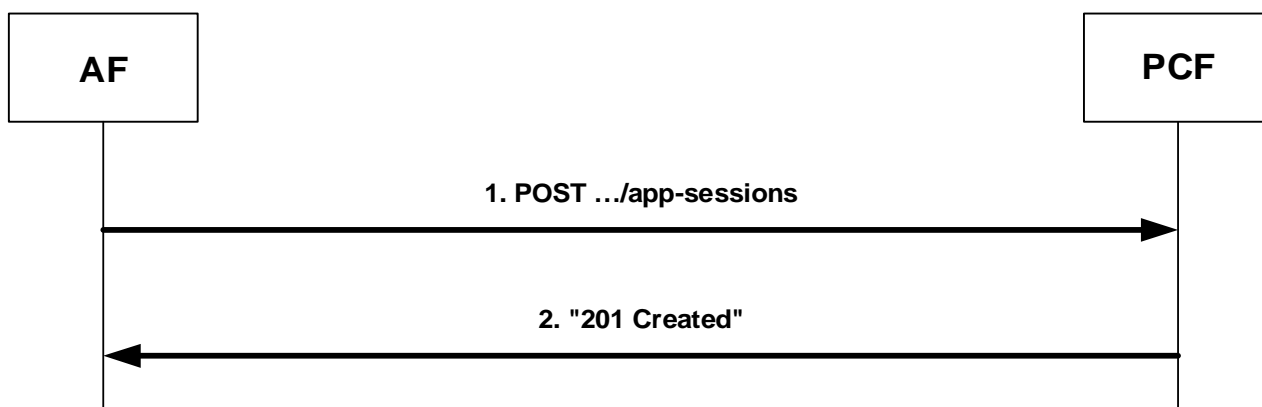 AF
PCF
1. POST …/app-sessions
2. "201 Created"